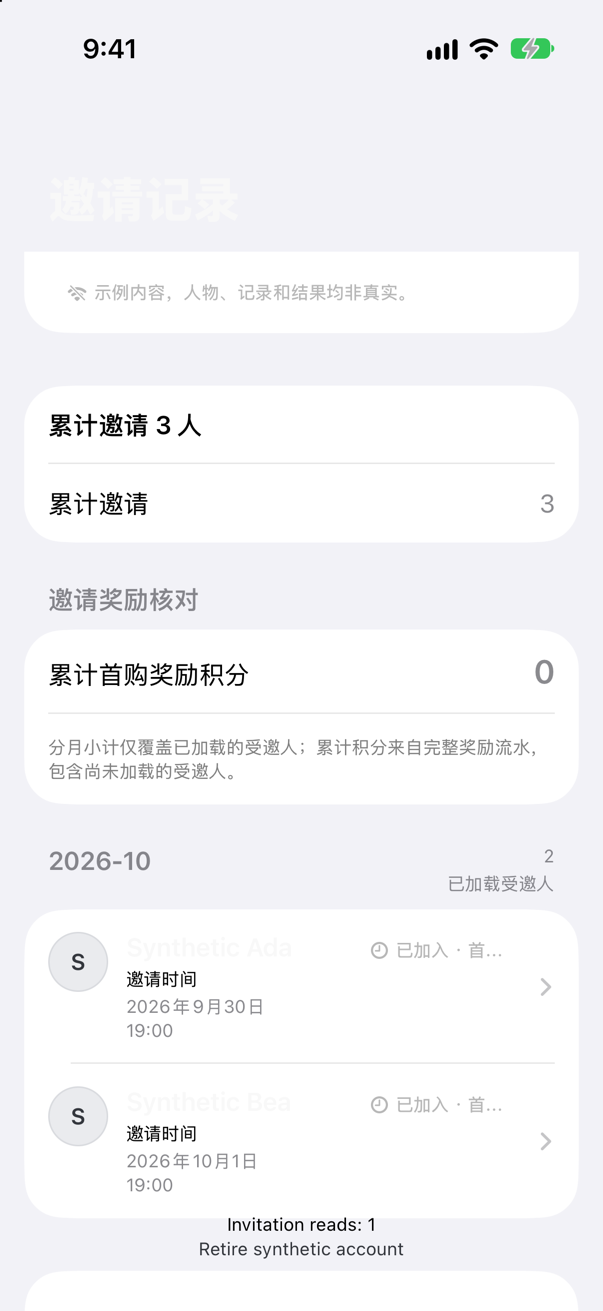 9:41
邀请记录
示例内容，人物、记录和结果均非真实。
累计邀请 3 人
累计邀请 3
邀请奖励核对
累计首购奖励积分 0
分月小计仅覆盖已加载的受邀人；累计积分来自完整奖励流水，
包含尚未加载的受邀人。
2026-10 2
已加载受邀人
S Synthetic Ada 已加入 · 首…
邀请时间
2026年9月30日
19:00
S Synthetic Bea 已加入 · 首…
邀请时间
2026年10月1日
19:00
Invitation reads: 1
Retire synthetic account